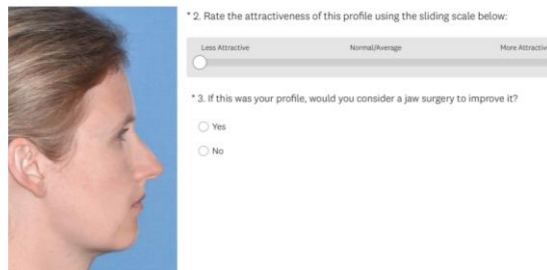 * 2. Rate the attractiveness of this profile using the sliding scale below:
Less Attractive Normal/Average More Attractive
* 3. If this was your profile, would you consider a jaw surgery to improve it?
Yes
No